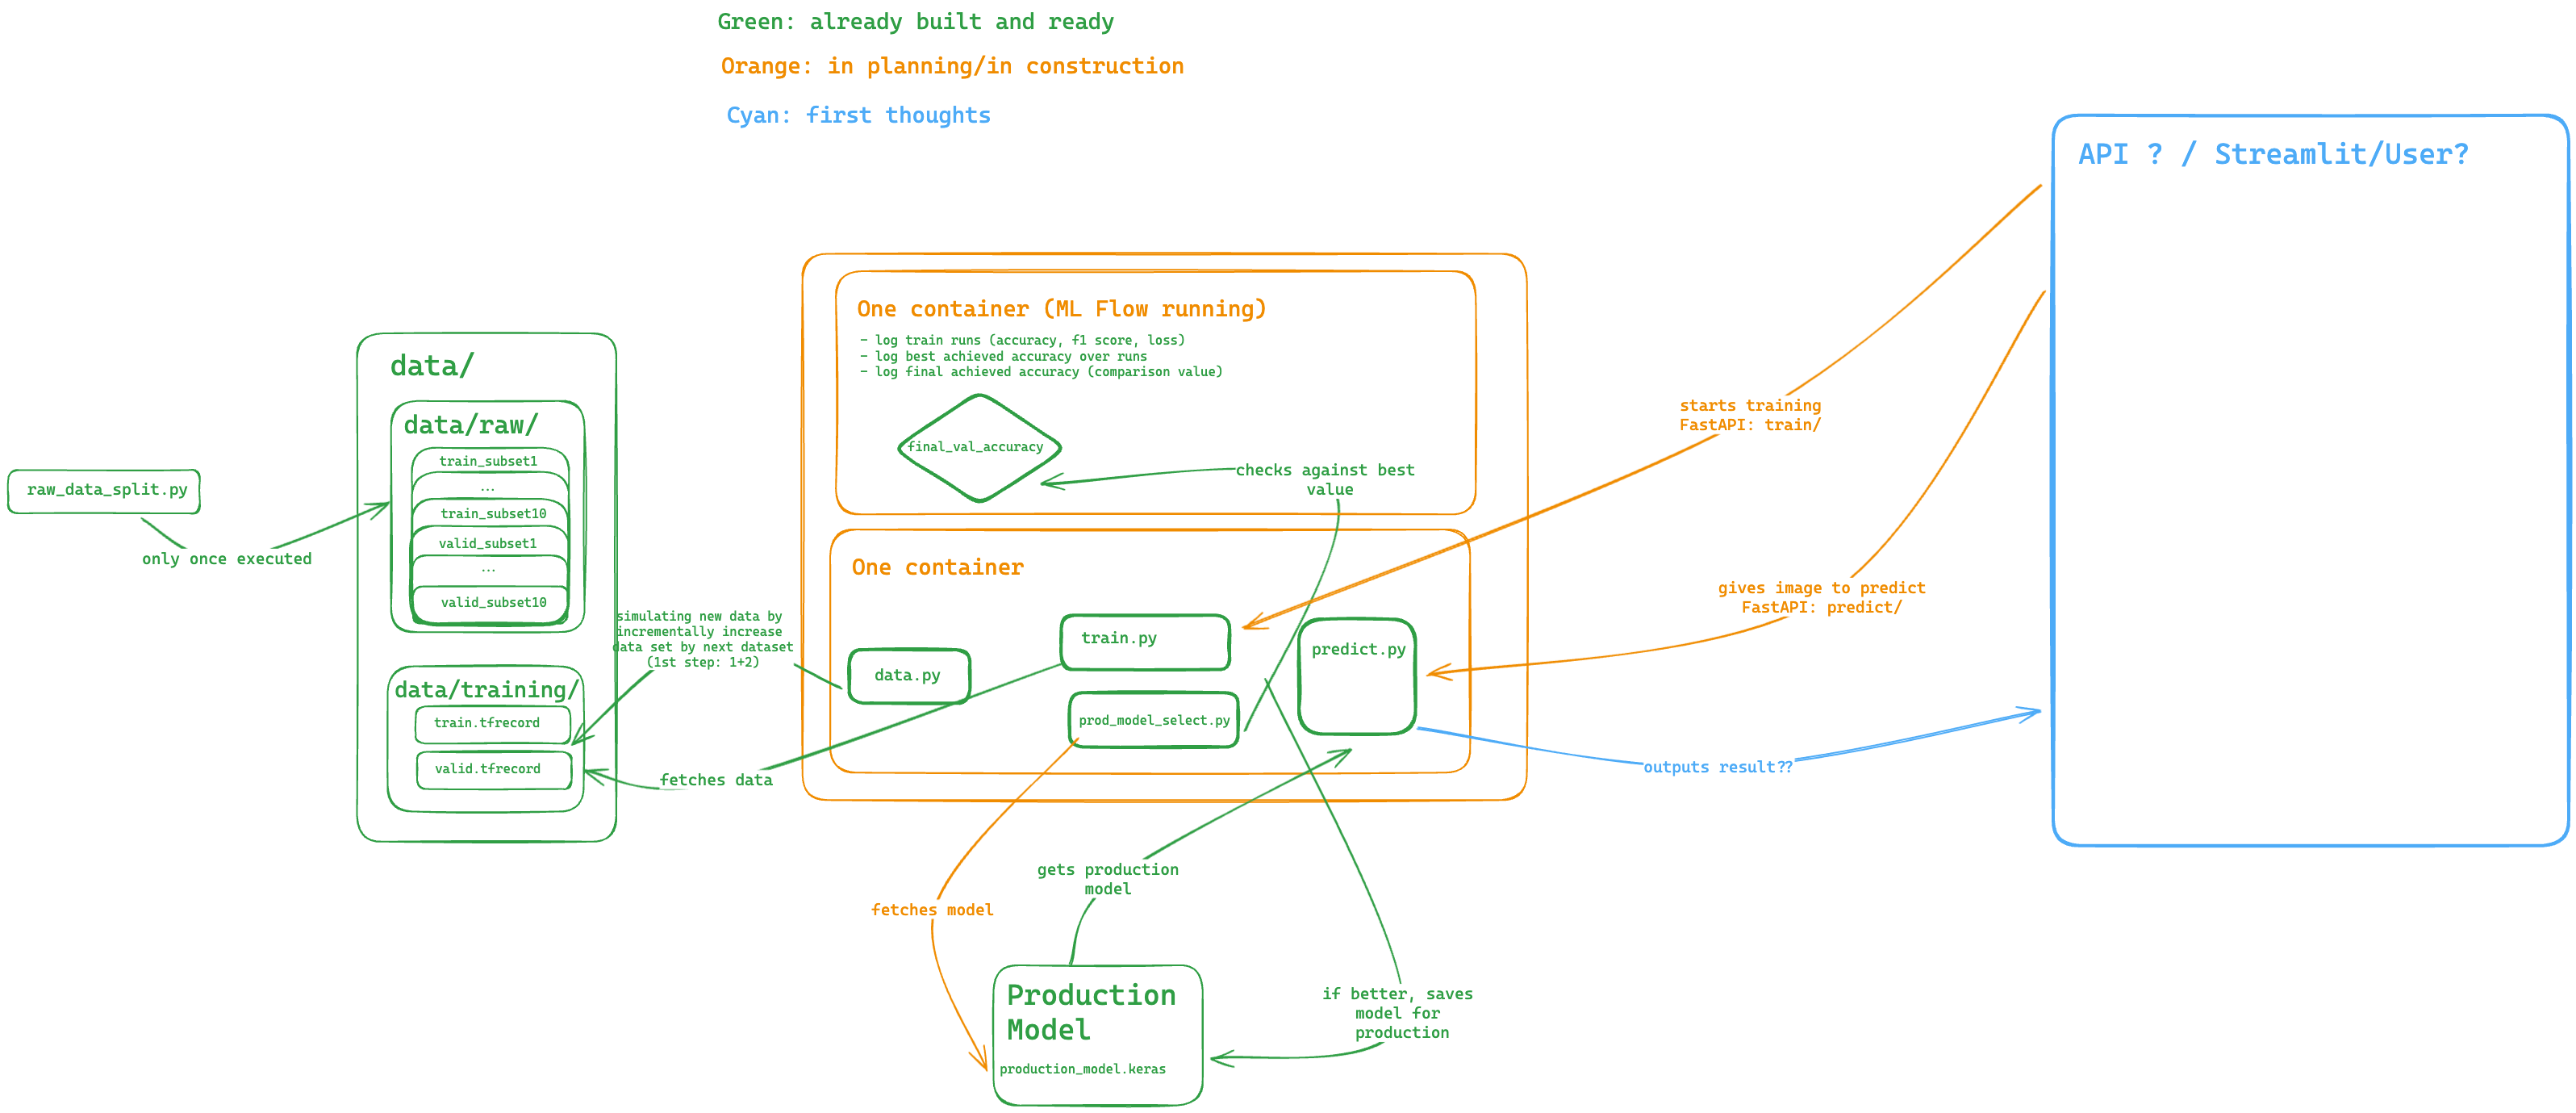 Green: already built and ready
Orange: in planning/in construction
Cyan: first thoughts
API ? / Streamlit/User?
raw_data_split.py
only once executed
data/
data/raw/
train_subset1
...
train_subset10
valid_subset1
...
valid_subset10
data/training/
train.tfrecord
valid.tfrecord
simulating new data by
incrementally increase
data set by next dataset
(1st step: 1+2)
fetches data
One container (ML Flow running)
- log train runs (accuracy, f1 score, loss)
- log best achieved accuracy over runs
- log final achieved accuracy (comparison value)
final_val_accuracy
checks against best
value
One container
data.py
train.py
prod_model_select.py
predict.py
starts training
FastAPI: train/
gives image to predict
FastAPI: predict/
outputs result??
gets production
model
fetches model
Production
Model
production_model.keras
if better, saves
model for
production